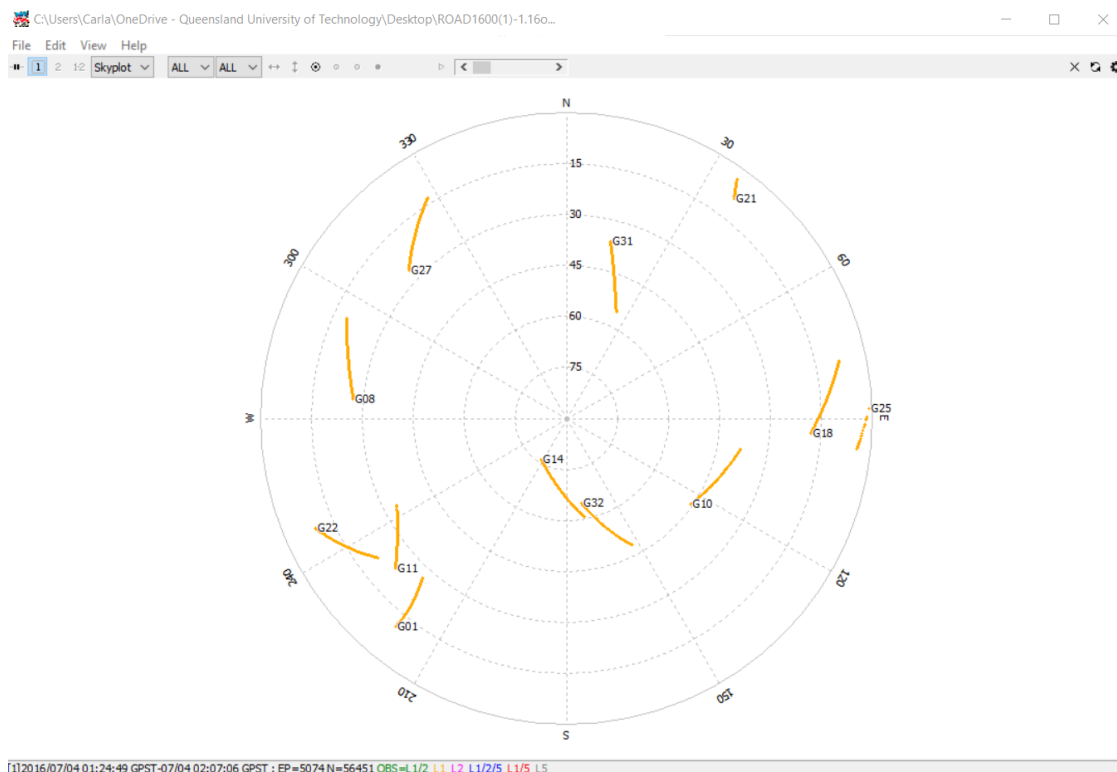 C:\Users\Carla\OneDrive - Queensland University of Technology\Desktop\ROAD1600(1)-1.16o...
File Edit View Help
1 2 1-2 Skyplot ALL ALL
N
330
30
15
G21
30
G31
G27
45
300
60
60
75
G08
G25
W
E
G18
G14
G32
G10
G22
G11
240
120
G01
210
150
S
[1]2016/07/04 01:24:49 GPST-07/04 02:07:06 GPST : EP=5074 N=56451 OBS=L1/2 L1 L2 L1/2/5 L1/5 L5